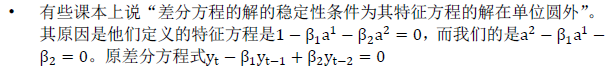 • 有些课本上说“差分方程的解的稳定性条件为其特征方程的解在单位圆外”。
其原因是他们定义的特征方程是1 − β₁a¹ − β₂a² = 0，而我们的是a² − β₁a¹ −
β₂ = 0。原差分方程式yₜ − β₁yₜ₋₁ + β₂yₜ₋₂ = 0